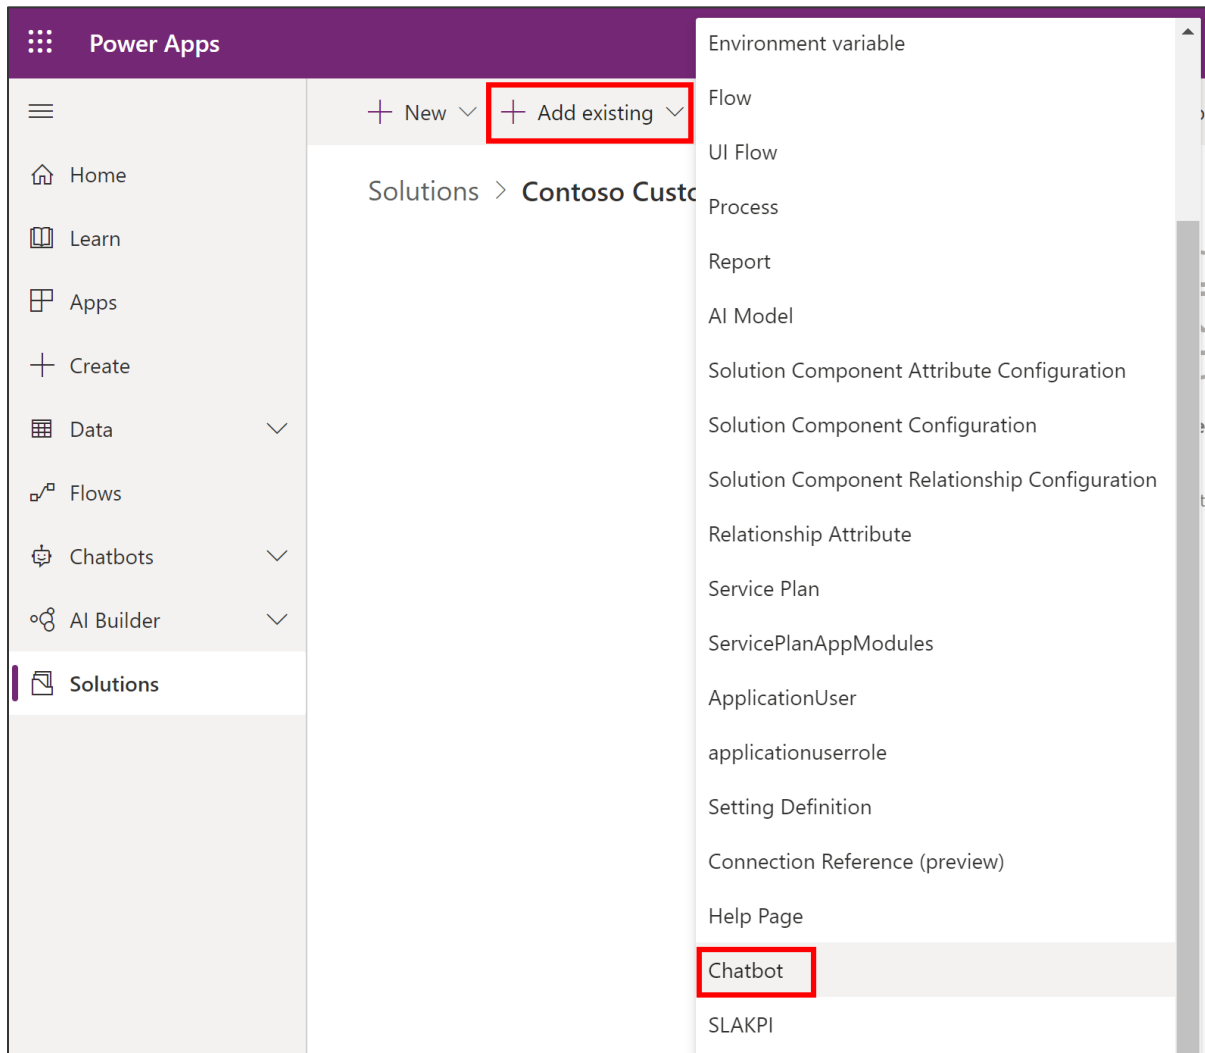 Power Apps
New
Add existing
Home
Learn
Apps
Create
Data
Flows
Chatbots
AI Builder
Solutions
Solutions > Contoso
Environment variable
Flow
UI Flow
Process
Report
AI Model
Solution Component Attribute Configuration
Solution Component Configuration
Solution Component Relationship Configuration
Relationship Attribute
Service Plan
ServicePlanAppModules
ApplicationUser
applicationuserrole
Setting Definition
Connection Reference (preview)
Help Page
Chatbot
SLAKPI